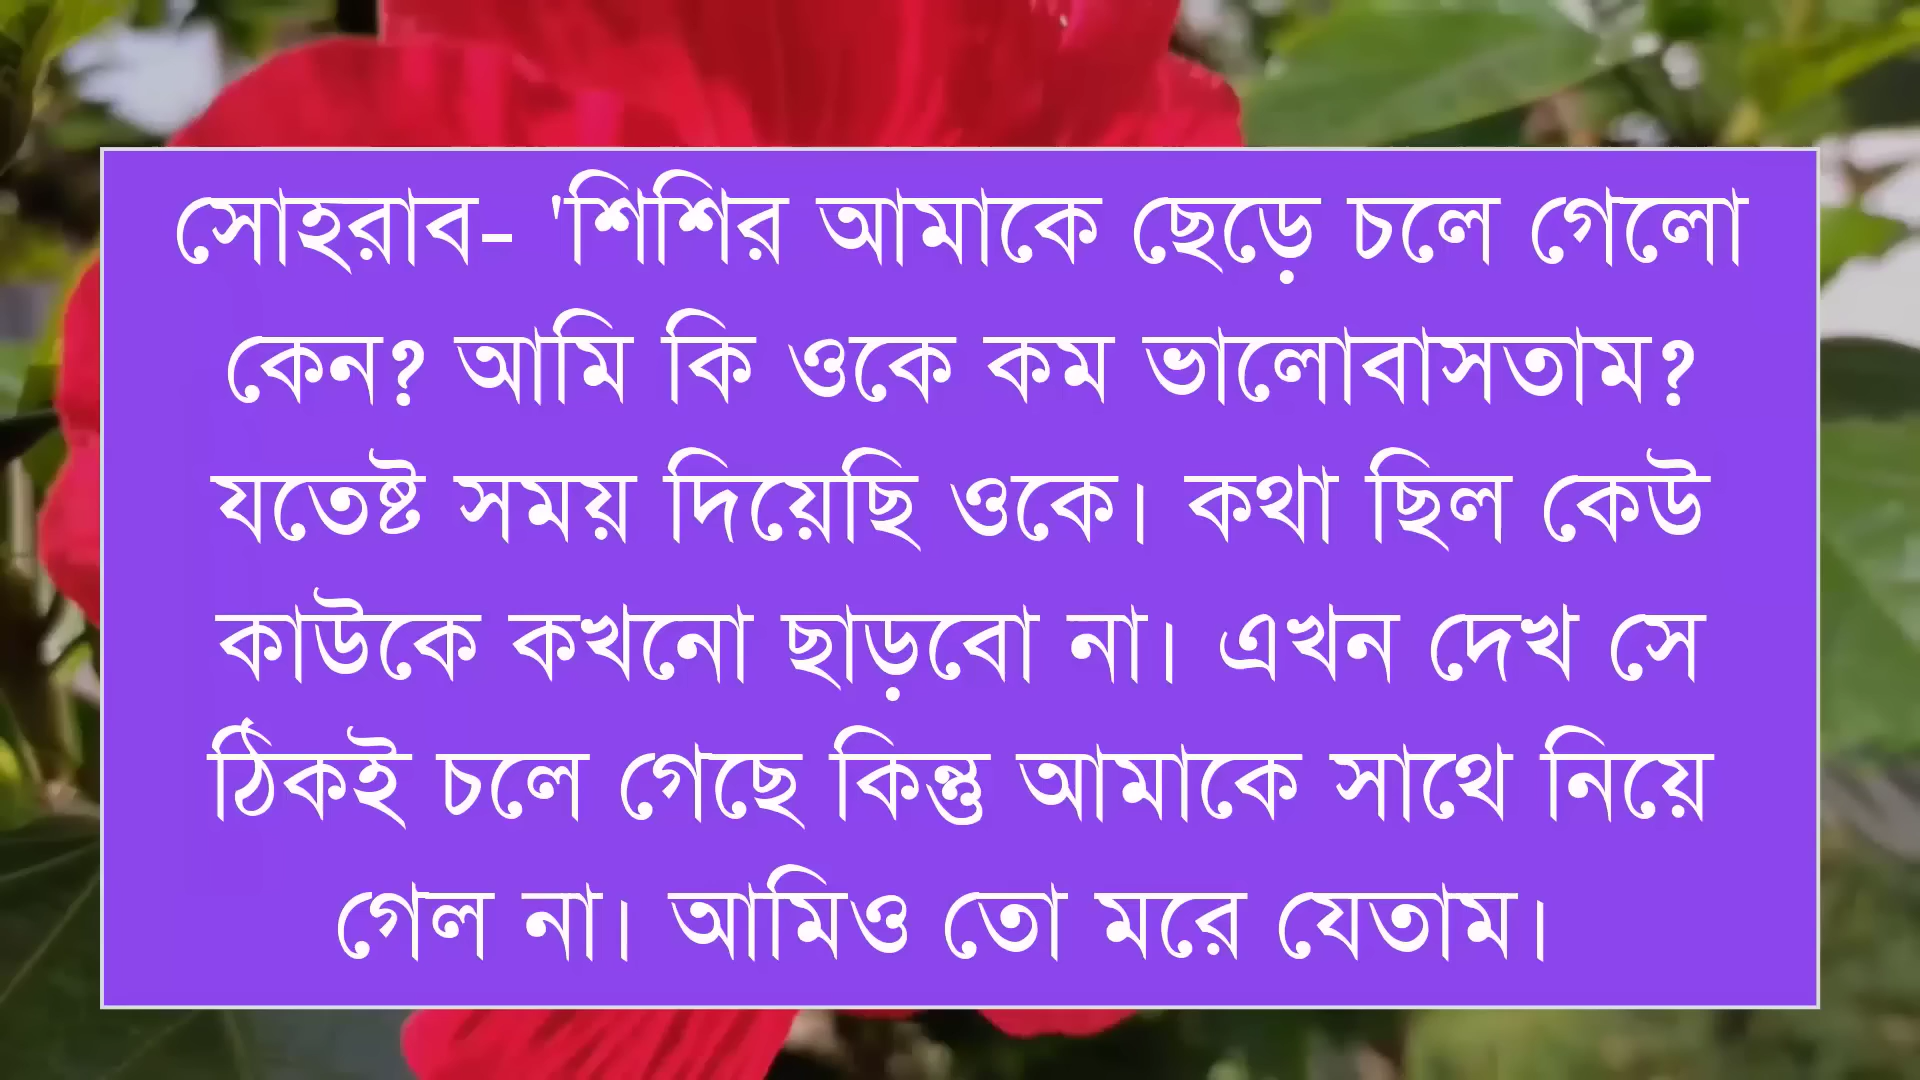 সোহরাব- 'শিশির আমাকে ছেড়ে চলে গেলো
কেন? আমি কি ওকে কম ভালোবাসতাম?
যতেষ্ট সময় দিয়েছি ওকে। কথা ছিল কেউ
কাউকে কখনো ছাড়বো না। এখন দেখ সে
ঠিকই চলে গেছে কিন্তু আমাকে সাথে নিয়ে
গেল না। আমিও তো মরে যেতাম।